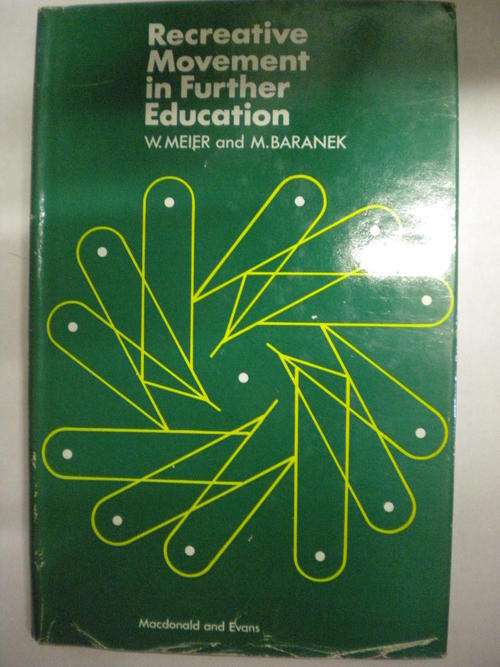 Recreative
Movement
in Further
Education
W. MEIER and M. BARANEK
Macdonald and Evans